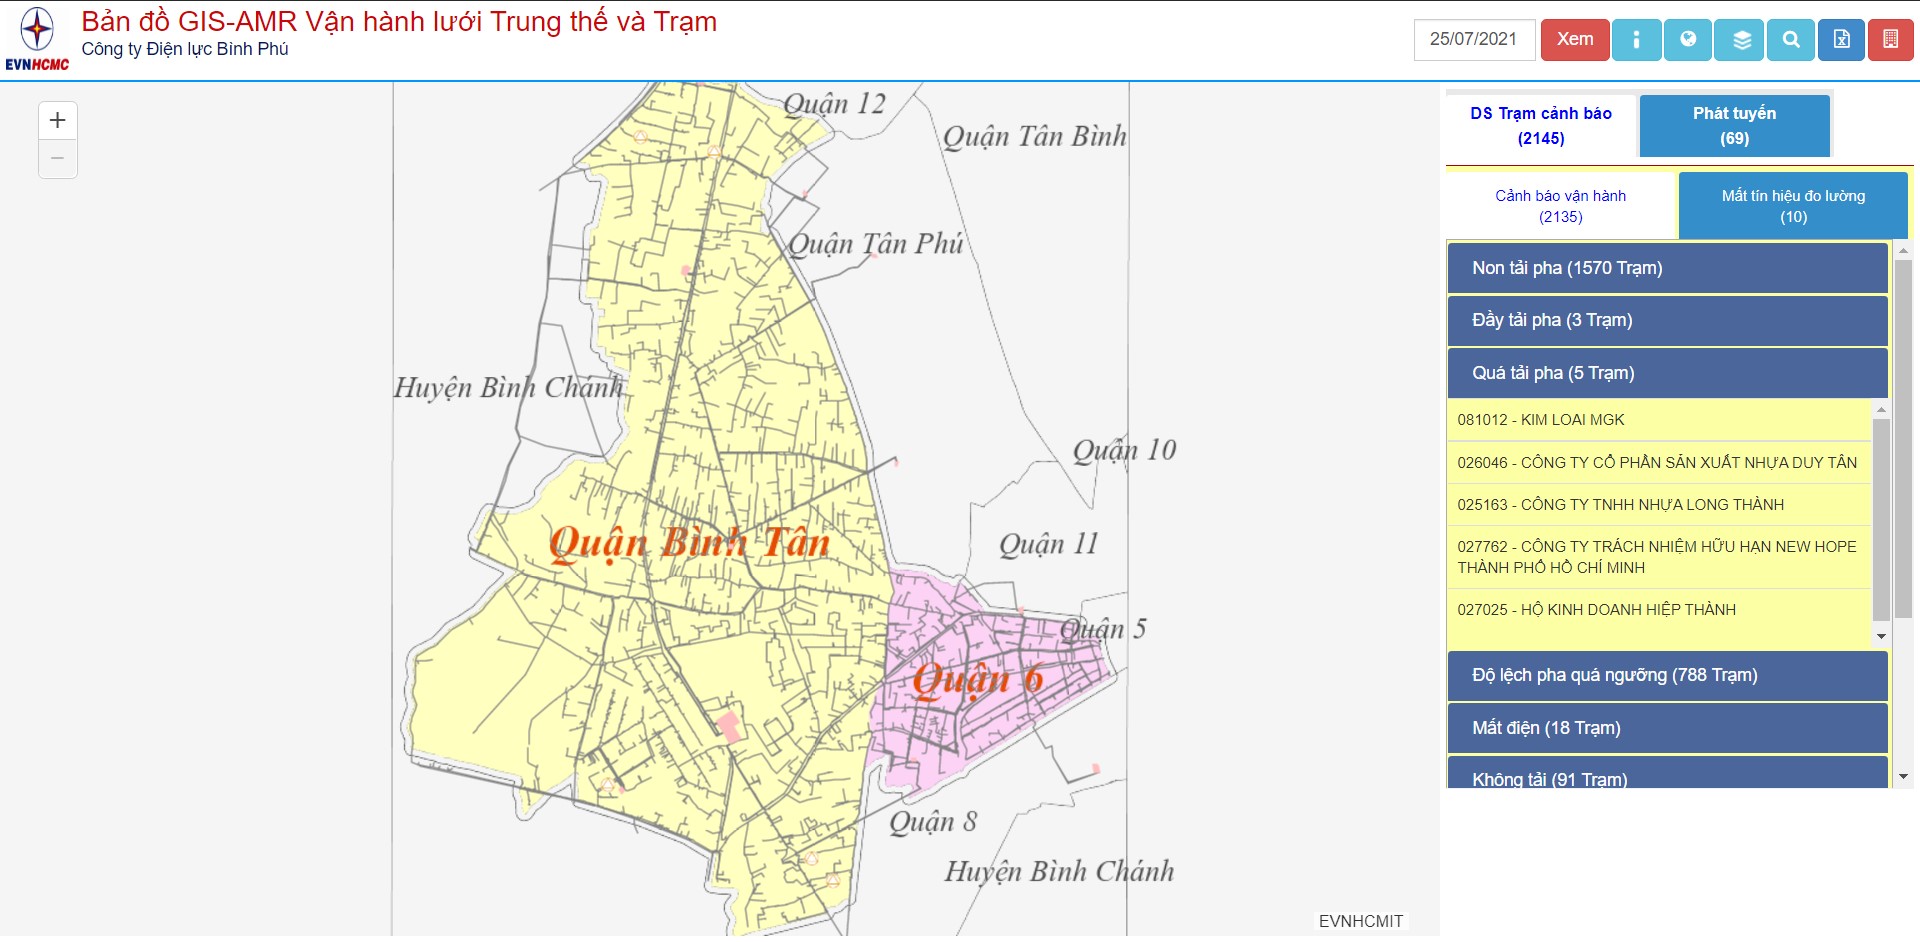 Bản đồ GIS-AMR Vận hành lưới Trung thế và Trạm
Công ty Điện lực Bình Phú
EVNHCMC
25/07/2021
Xem
DS Trạm cảnh báo
(2145)
Phát tuyến
(69)
Cảnh báo vận hành
(2135)
Mất tín hiệu đo lường
(10)
Non tải pha (1570 Trạm)
Đầy tải pha (3 Trạm)
Quá tải pha (5 Trạm)
081012 - KIM LOAI MGK
026046 - CÔNG TY CỔ PHẦN SẢN XUẤT NHỰA DUY TÂN
025163 - CÔNG TY TNHH NHỰA LONG THÀNH
027762 - CÔNG TY TRÁCH NHIỆM HỮU HẠN NEW HOPE
THÀNH PHỐ HỒ CHÍ MINH
027025 - HỘ KINH DOANH HIỆP THÀNH
Độ lệch pha quá ngưỡng (788 Trạm)
Mất điện (18 Trạm)
Không tải (91 Trạm)
Quận 12
Quận Tân Bình
Quận Tân Phú
Huyện Bình Chánh
Quận 10
Quận Bình Tân
Quận 11
Quận 5
Quận 6
Quận 8
Huyện Bình Chánh
EVNHCMIT